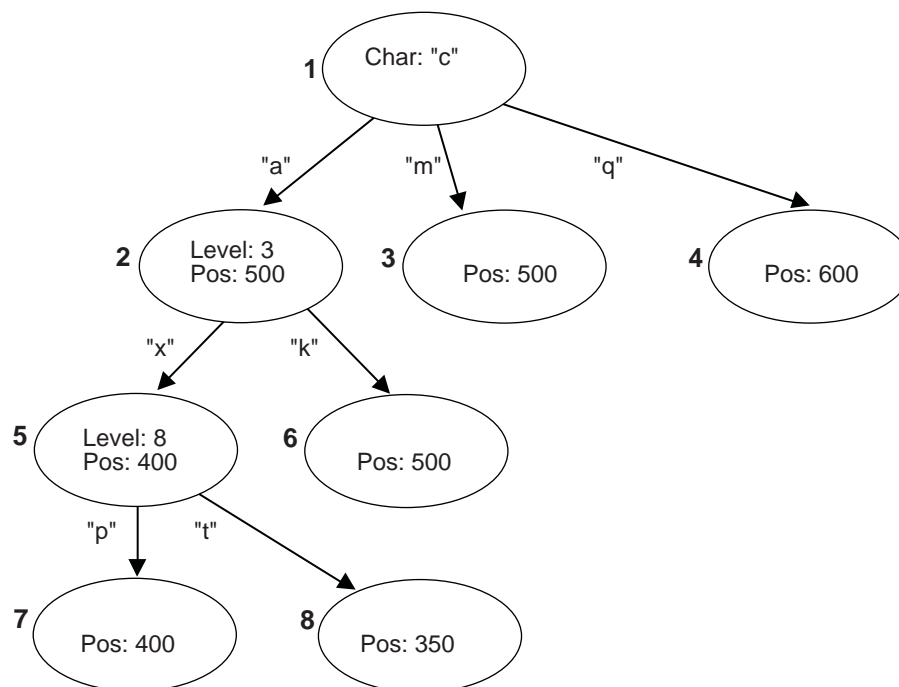 1
Char: "c"
"a"
"m"
"q"
2
Level: 3
Pos: 500
3
Pos: 500
4
Pos: 600
"x"
"k"
5
Level: 8
Pos: 400
6
Pos: 500
"p"
"t"
7
Pos: 400
8
Pos: 350